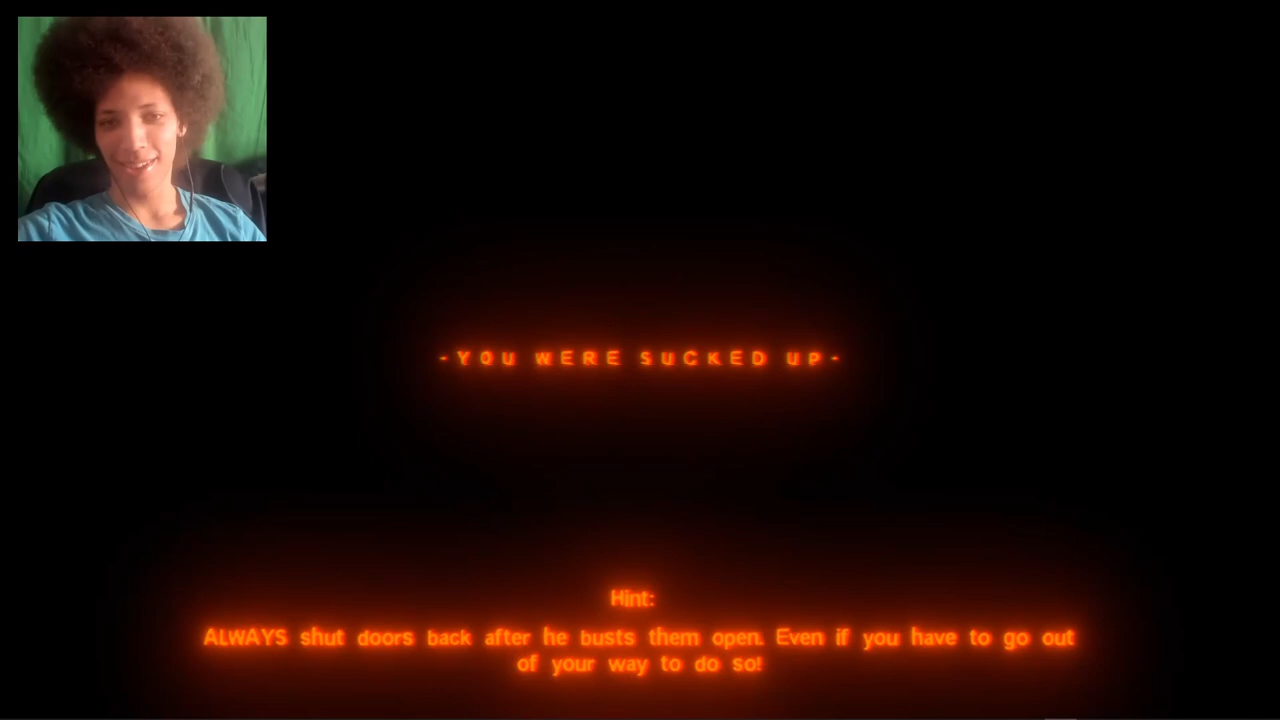 -YOU WERE SUCKED UP-
Hint:
ALWAYS shut doors back after he busts them open. Even if you have to go out
of your way to do so!